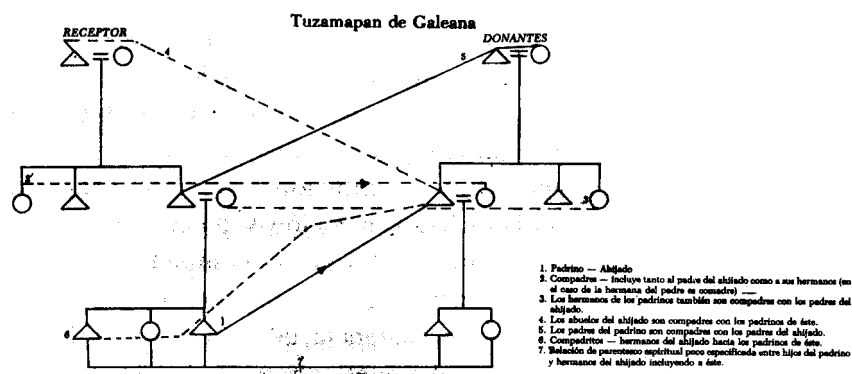 Tuzamapan de Galeana
RECEPTOR
DONANTES
4
5
2'
3
1
6
7
1. Padrino — Ahijado
2. Compadres — incluye tanto al padre del ahijado como a sus hermanos (en
el caso de la hermana del padre es comadre) —
3. Los hermanos de los padrinos también son compadres con los padres del
ahijado.
4. Los abuelos del ahijado son compadres con los padrinos de éste.
5. Los padres del padrino son compadres con los padres del ahijado.
6. Compadritos — hermanos del ahijado hacia los padrinos de éste.
7. Relación de parentesco espiritual poco especificada entre hijos del padrino
y hermanos del ahijado incluyendo a éste.